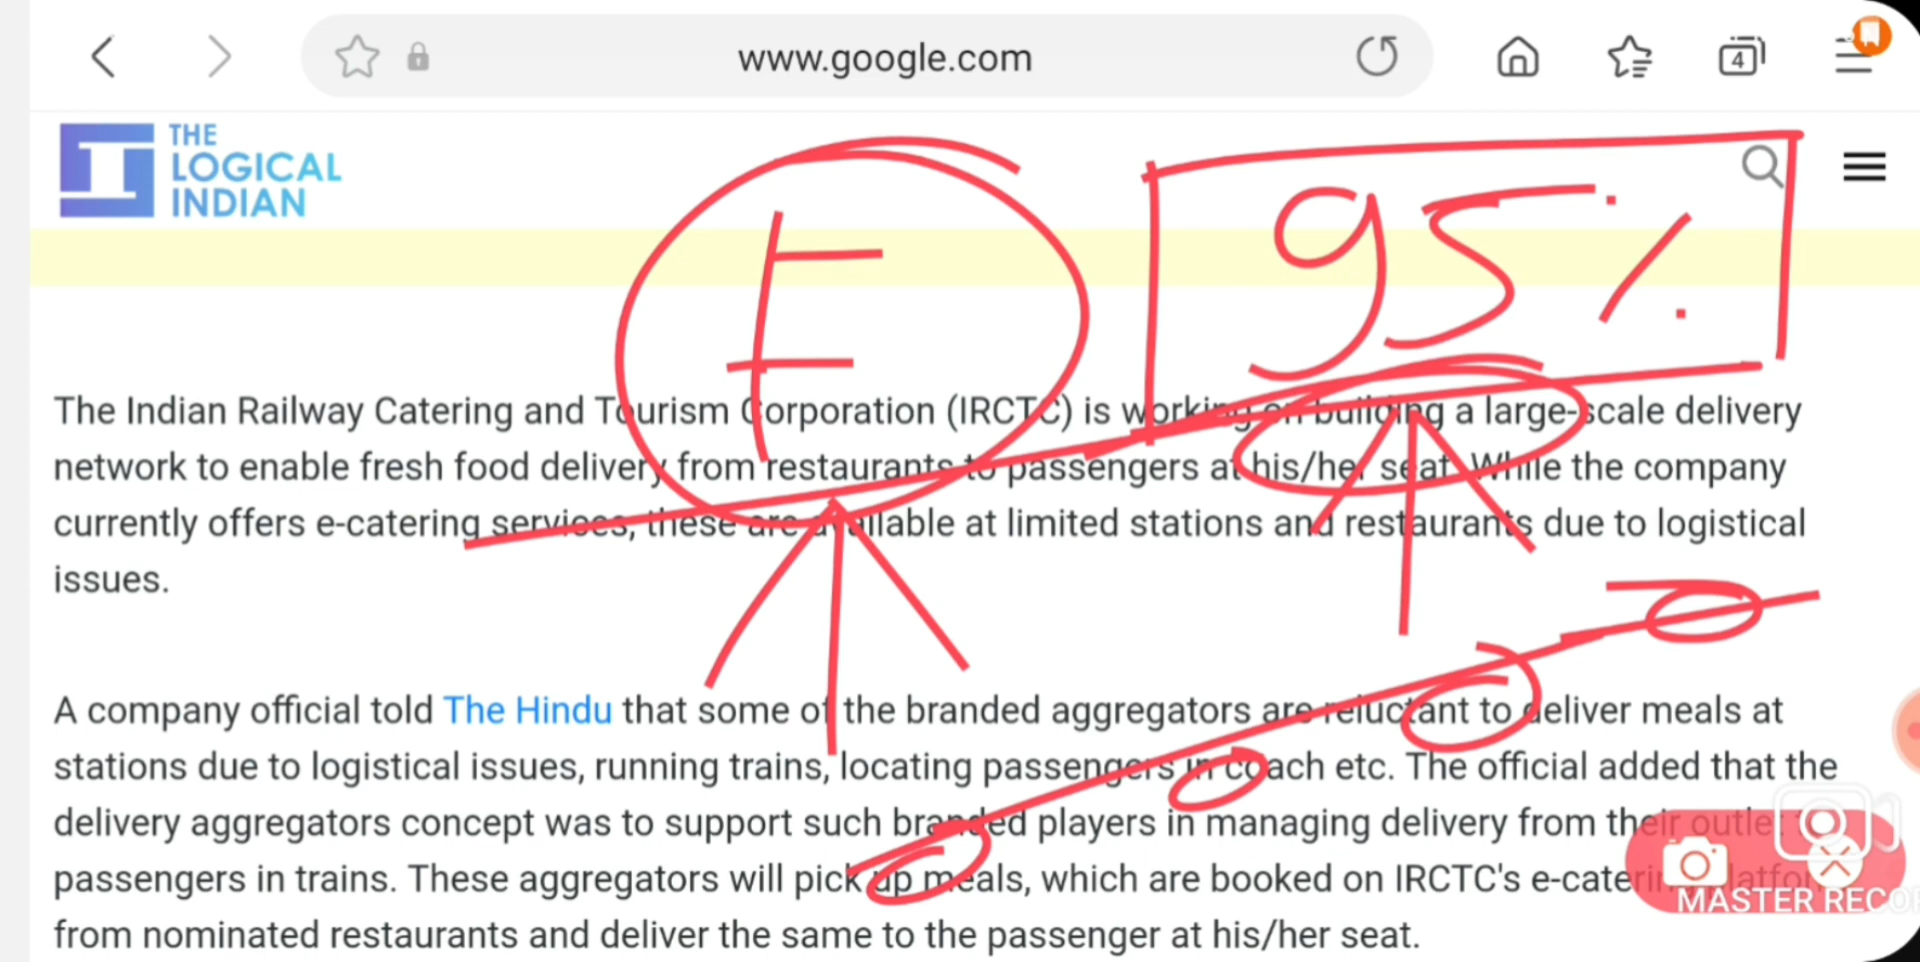 www.google.com
4
THE
LOGICAL
INDIAN
E
95%
The Indian Railway Catering and Tourism Corporation (IRCTC) is working on building a large-scale delivery
network to enable fresh food delivery from restaurants to passengers at his/her seat. While the company
currently offers e-catering services, these are available at limited stations and restaurants due to logistical
issues.
A company official told The Hindu that some of the branded aggregators are reluctant to deliver meals at
stations due to logistical issues, running trains, locating passengers in coach etc. The official added that the
delivery aggregators concept was to support such branded players in managing delivery from their outlet
passengers in trains. These aggregators will pick up meals, which are booked on IRCTC's e-catering platform
from nominated restaurants and deliver the same to the passenger at his/her seat.
MASTER RECO